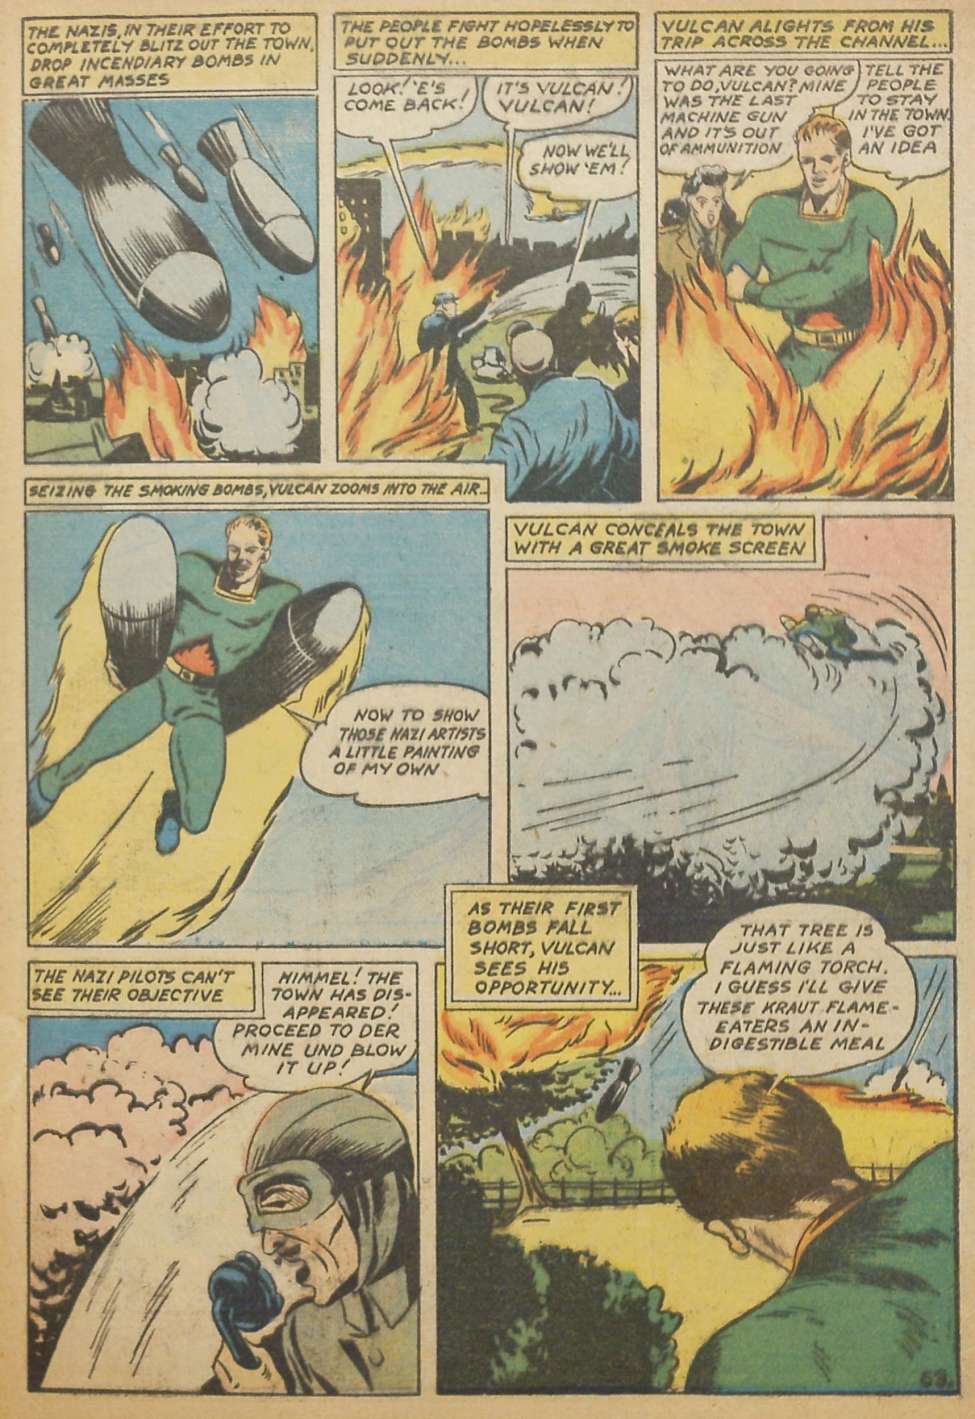 THE NAZIS, IN THEIR EFFORT TO
COMPLETELY BLITZ OUT THE TOWN,
DROP INCENDIARY BOMBS IN
GREAT MASSES
THE PEOPLE FIGHT HOPELESSLY TO
PUT OUT THE BOMBS WHEN
SUDDENLY...
LOOK! 'E'S
COME BACK!
IT'S VULCAN!
VULCAN!
NOW WE'LL
SHOW 'EM!
VULCAN ALIGHTS FROM HIS
TRIP ACROSS THE CHANNEL...
WHAT ARE YOU GOING
TO DO, VULCAN? MINE
WAS THE LAST
MACHINE GUN
AND IT'S OUT
OF AMMUNITION
TELL THE
PEOPLE
TO STAY
IN THE TOWN.
I'VE GOT
AN IDEA
SEIZING THE SMOKING BOMBS, VULCAN ZOOMS INTO THE AIR...
NOW TO SHOW
THOSE NAZI ARTISTS
A LITTLE PAINTING
OF MY OWN
VULCAN CONCEALS THE TOWN
WITH A GREAT SMOKE SCREEN
THE NAZI PILOTS CAN'T
SEE THEIR OBJECTIVE
HIMMEL! THE
TOWN HAS DIS-
APPEARED!
PROCEED TO DER
MINE UND BLOW
IT UP!
AS THEIR FIRST
BOMBS FALL
SHORT, VULCAN
SEES HIS
OPPORTUNITY...
THAT TREE IS
JUST LIKE A
FLAMING TORCH.
I GUESS I'LL GIVE
THESE KRAUT FLAME-
EATERS AN IN-
DIGESTIBLE MEAL
63